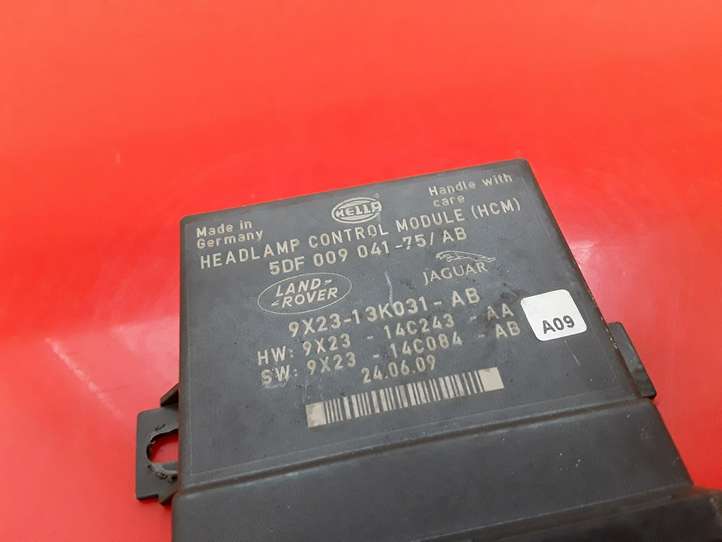 Made in
Germany
HELLA
Handle with
care
HEADLAMP CONTROL MODULE (HCM)
5DF 009 041-75/AB
LAND-
-ROVER
JAGUAR
9X23-13K031-AB
HW: 9X23 - 14C243 - AA
SW: 9X23 - 14C084 - AB
24.06.09
A09